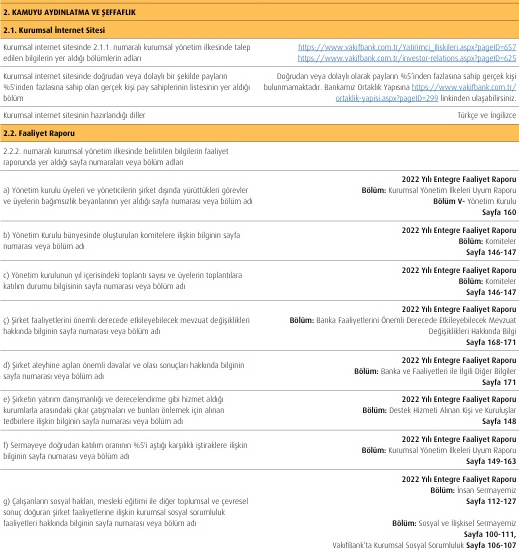 2. KAMUYU AYDINLATMA VE ŞEFFAFLIK
2.1. Kurumsal İnternet Sitesi
Kurumsal internet sitesinde 2.1.1. numaralı kurumsal yönetim ilkesinde talep
edilen bilgilerin yer aldığı bölümlerin adları
https://www.vakifbank.com.tr/Yatirimci_Iliskileri.aspx?pageID=657
https://www.vakifbank.com.tr/investor-relations.aspx?pageID=625
Kurumsal internet sitesinde doğrudan veya dolaylı bir şekilde payların
%5'inden fazlasına sahip olan gerçek kişi pay sahiplerinin listesinin yer aldığı
bölüm
Doğrudan veya dolaylı olarak payların %5'inden fazlasına sahip gerçek kişi
bulunmamaktadır. Bankamız Ortaklık Yapısına https://www.vakifbank.com.tr/
ortaklik-yapisi.aspx?pageID=299 linkinden ulaşabilirsiniz.
Kurumsal internet sitesinin hazırlandığı diller
Türkçe ve İngilizce
2.2. Faaliyet Raporu
2.2.2. numaralı kurumsal yönetim ilkesinde belirtilen bilgilerin faaliyet
raporunda yer aldığı sayfa numaraları veya bölüm adları
a) Yönetim kurulu üyeleri ve yöneticilerin şirket dışında yürüttükleri görevler
ve üyelerin bağımsızlık beyanlarının yer aldığı sayfa numarası veya bölüm adı
2022 Yılı Entegre Faaliyet Raporu
Bölüm: Kurumsal Yönetim İlkeleri Uyum Raporu
Bölüm V- Yönetim Kurulu
Sayfa 160
b) Yönetim Kurulu bünyesinde oluşturulan komitelere ilişkin bilginin sayfa
numarası veya bölüm adı
2022 Yılı Entegre Faaliyet Raporu
Bölüm: Komiteler
Sayfa 146-147
c) Yönetim kurulunun yıl içerisindeki toplantı sayısı ve üyelerin toplantılara
katılım durumu bilgisinin sayfa numarası veya bölüm adı
2022 Yılı Entegre Faaliyet Raporu
Bölüm: Komiteler
Sayfa 146-147
ç) Şirket faaliyetlerini önemli derecede etkileyebilecek mevzuat değişiklikleri
hakkında bilginin sayfa numarası veya bölüm adı
2022 Yılı Entegre Faaliyet Raporu
Bölüm: Banka Faaliyetlerini Önemli Derecede Etkileyebilecek Mevzuat
Değişiklikleri Hakkında Bilgi
Sayfa 168-171
d) Şirket aleyhine açılan önemli davalar ve olası sonuçları hakkında bilginin
sayfa numarası veya bölüm adı
2022 Yılı Entegre Faaliyet Raporu
Bölüm: Banka ve Faaliyetleri ile İlgili Diğer Bilgiler
Sayfa 171
e) Şirketin yatırım danışmanlığı ve derecelendirme gibi hizmet aldığı
kurumlarla arasındaki çıkar çatışmaları ve bunları önlemek için alınan
tedbirlere ilişkin bilginin sayfa numarası veya bölüm adı
2022 Yılı Entegre Faaliyet Raporu
Bölüm: Destek Hizmeti Alınan Kişi ve Kuruluşlar
Sayfa 148
f) Sermayeye doğrudan katılım oranının %5'i aştığı karşılıklı iştiraklere ilişkin
bilginin sayfa numarası veya bölüm adı
2022 Yılı Entegre Faaliyet Raporu
Bölüm: Kurumsal Yönetim İlkeleri Uyum Raporu
Sayfa 149-163
g) Çalışanların sosyal hakları, mesleki eğitimi ile diğer toplumsal ve çevresel
sonuç doğuran şirket faaliyetlerine ilişkin kurumsal sosyal sorumluluk
faaliyetleri hakkında bilginin sayfa numarası veya bölüm adı
2022 Yılı Entegre Faaliyet Raporu
Bölüm: İnsan Sermayemiz
Sayfa 112-127
Bölüm: Sosyal ve İlişkisel Sermayemiz
Sayfa 100-111,
VakıfBank'ta Kurumsal Sosyal Sorumluluk Sayfa 106-107